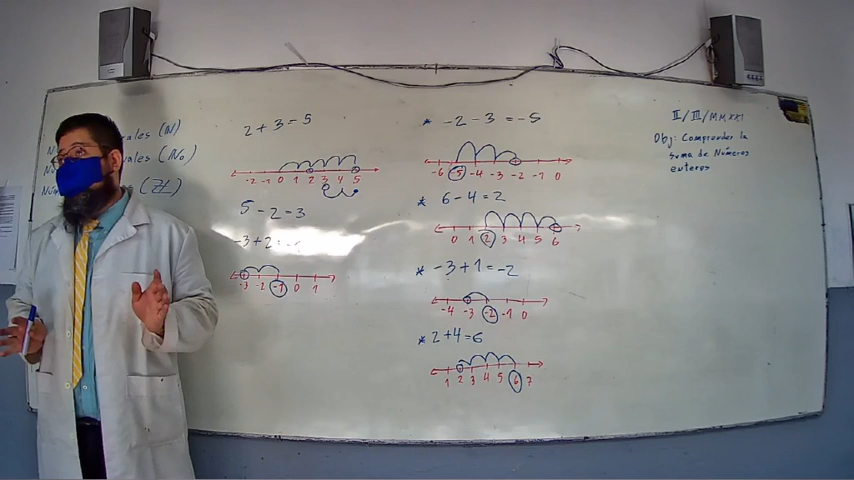 ales (N)
ales (N₀)
(Z)
2 + 3 = 5
-2 -1 0 1 2 3 4 5
5 - 2 = 3
-3 + 2 = -1
-3 -2 -1 0 1
* -2 - 3 = -5
-6 -5 -4 -3 -2 -1 0
* 6 - 4 = 2
0 1 2 3 4 5 6
* -3 + 1 = -2
-4 -3 -2 -1 0
* 2 + 4 = 6
1 2 3 4 5 6 7
Obj: Comprender la
suma de Números
enteros